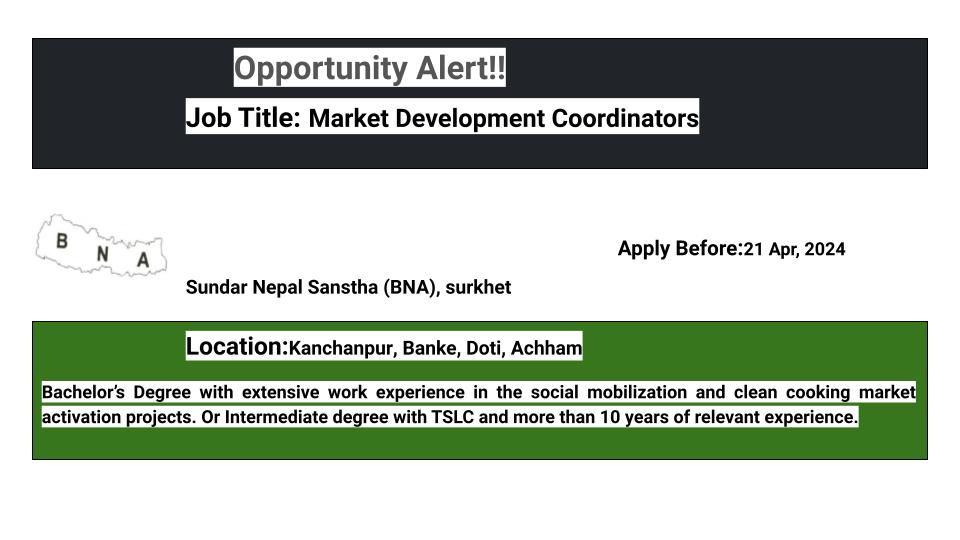 Opportunity Alert!!
Job Title: Market Development Coordinators
B N A
Apply Before:21 Apr, 2024
Sundar Nepal Sanstha (BNA), surkhet
Location:Kanchanpur, Banke, Doti, Achham
Bachelor’s Degree with extensive work experience in the social mobilization and clean cooking market
activation projects. Or Intermediate degree with TSLC and more than 10 years of relevant experience.